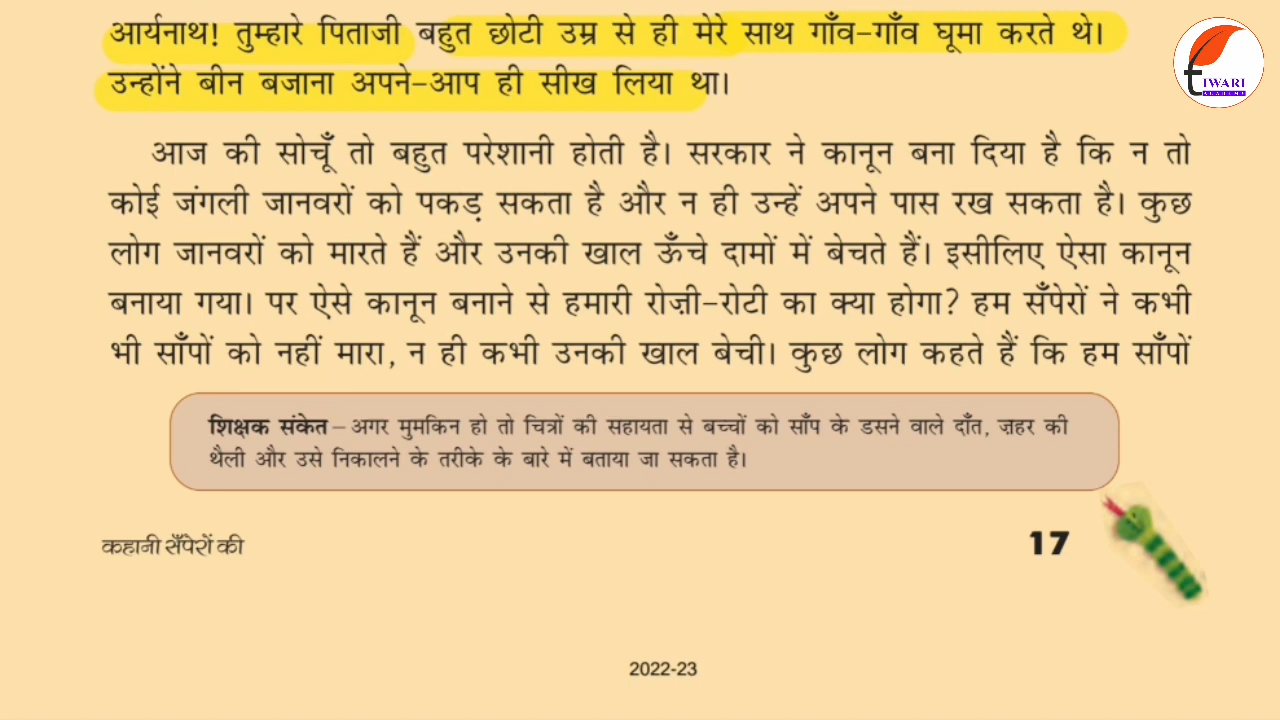 आर्यनाथ! तुम्हारे पिताजी बहुत छोटी उम्र से ही मेरे साथ गाँव-गाँव घूमा करते थे।
उन्होंने बीन बजाना अपने-आप ही सीख लिया था।
आज की सोचूँ तो बहुत परेशानी होती है। सरकार ने कानून बना दिया है कि न तो
कोई जंगली जानवरों को पकड़ सकता है और न ही उन्हें अपने पास रख सकता है। कुछ
लोग जानवरों को मारते हैं और उनकी खाल ऊँचे दामों में बेचते हैं। इसीलिए ऐसा कानून
बनाया गया। पर ऐसे कानून बनाने से हमारी रोज़ी-रोटी का क्या होगा? हम सँपेरों ने कभी
भी साँपों को नहीं मारा, न ही कभी उनकी खाल बेची। कुछ लोग कहते हैं कि हम साँपों
शिक्षक संकेत – अगर मुमकिन हो तो चित्रों की सहायता से बच्चों को साँप के डसने वाले दाँत, ज़हर की
थैली और उसे निकालने के तरीके के बारे में बताया जा सकता है।
कहानी सँपेरों की
17
2022-23
TIWARI
ACADEMY